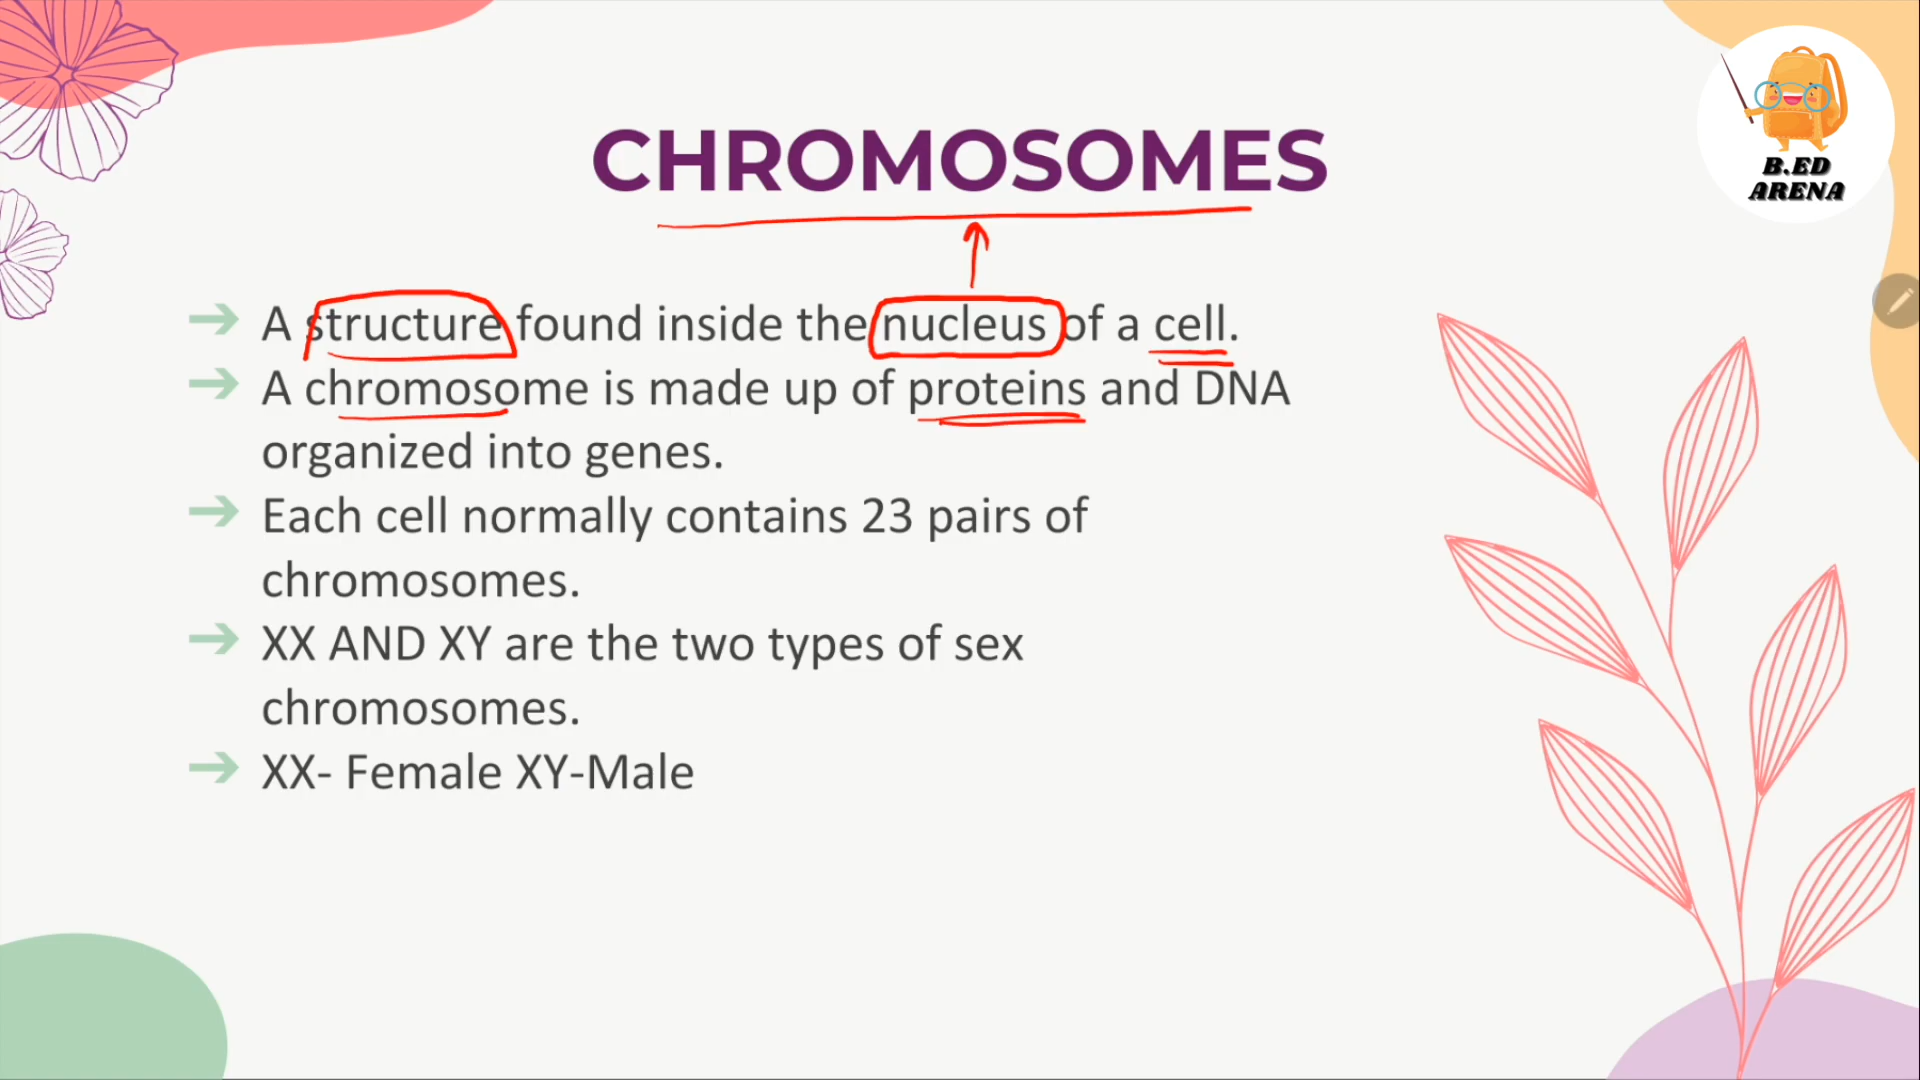 CHROMOSOMES
B.ED
ARENA
A structure found inside the nucleus of a cell.
A chromosome is made up of proteins and DNA
organized into genes.
Each cell normally contains 23 pairs of
chromosomes.
XX AND XY are the two types of sex
chromosomes.
XX- Female XY-Male